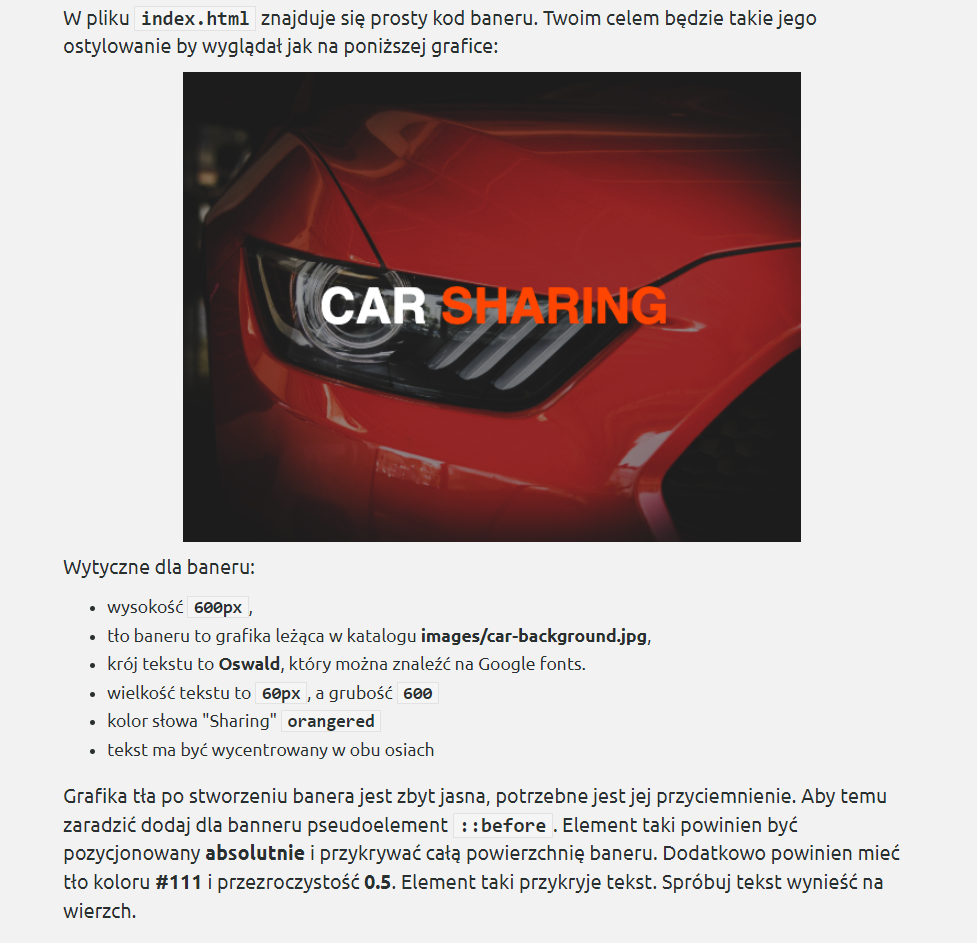 W pliku index.html znajduje się prosty kod baneru. Twoim celem będzie takie jego
ostylowanie by wyglądał jak na poniższej grafice:
CAR SHARING
Wytyczne dla baneru:
• wysokość 600px,
• tło baneru to grafika leżąca w katalogu images/car-background.jpg,
• krój tekstu to Oswald, który można znaleźć na Google fonts.
• wielkość tekstu to 60px, a grubość 600
• kolor słowa "Sharing" orangered
• tekst ma być wycentrowany w obu osiach
Grafika tła po stworzeniu banera jest zbyt jasna, potrzebne jest jej przyciemnienie. Aby temu
zaradzić dodaj dla banneru pseudoelement ::before. Element taki powinien być
pozycjonowany absolutnie i przykrywać całą powierzchnię baneru. Dodatkowo powinien mieć
tło koloru #111 i przezroczystość 0.5. Element taki przykryje tekst. Spróbuj tekst wynieść na
wierzch.